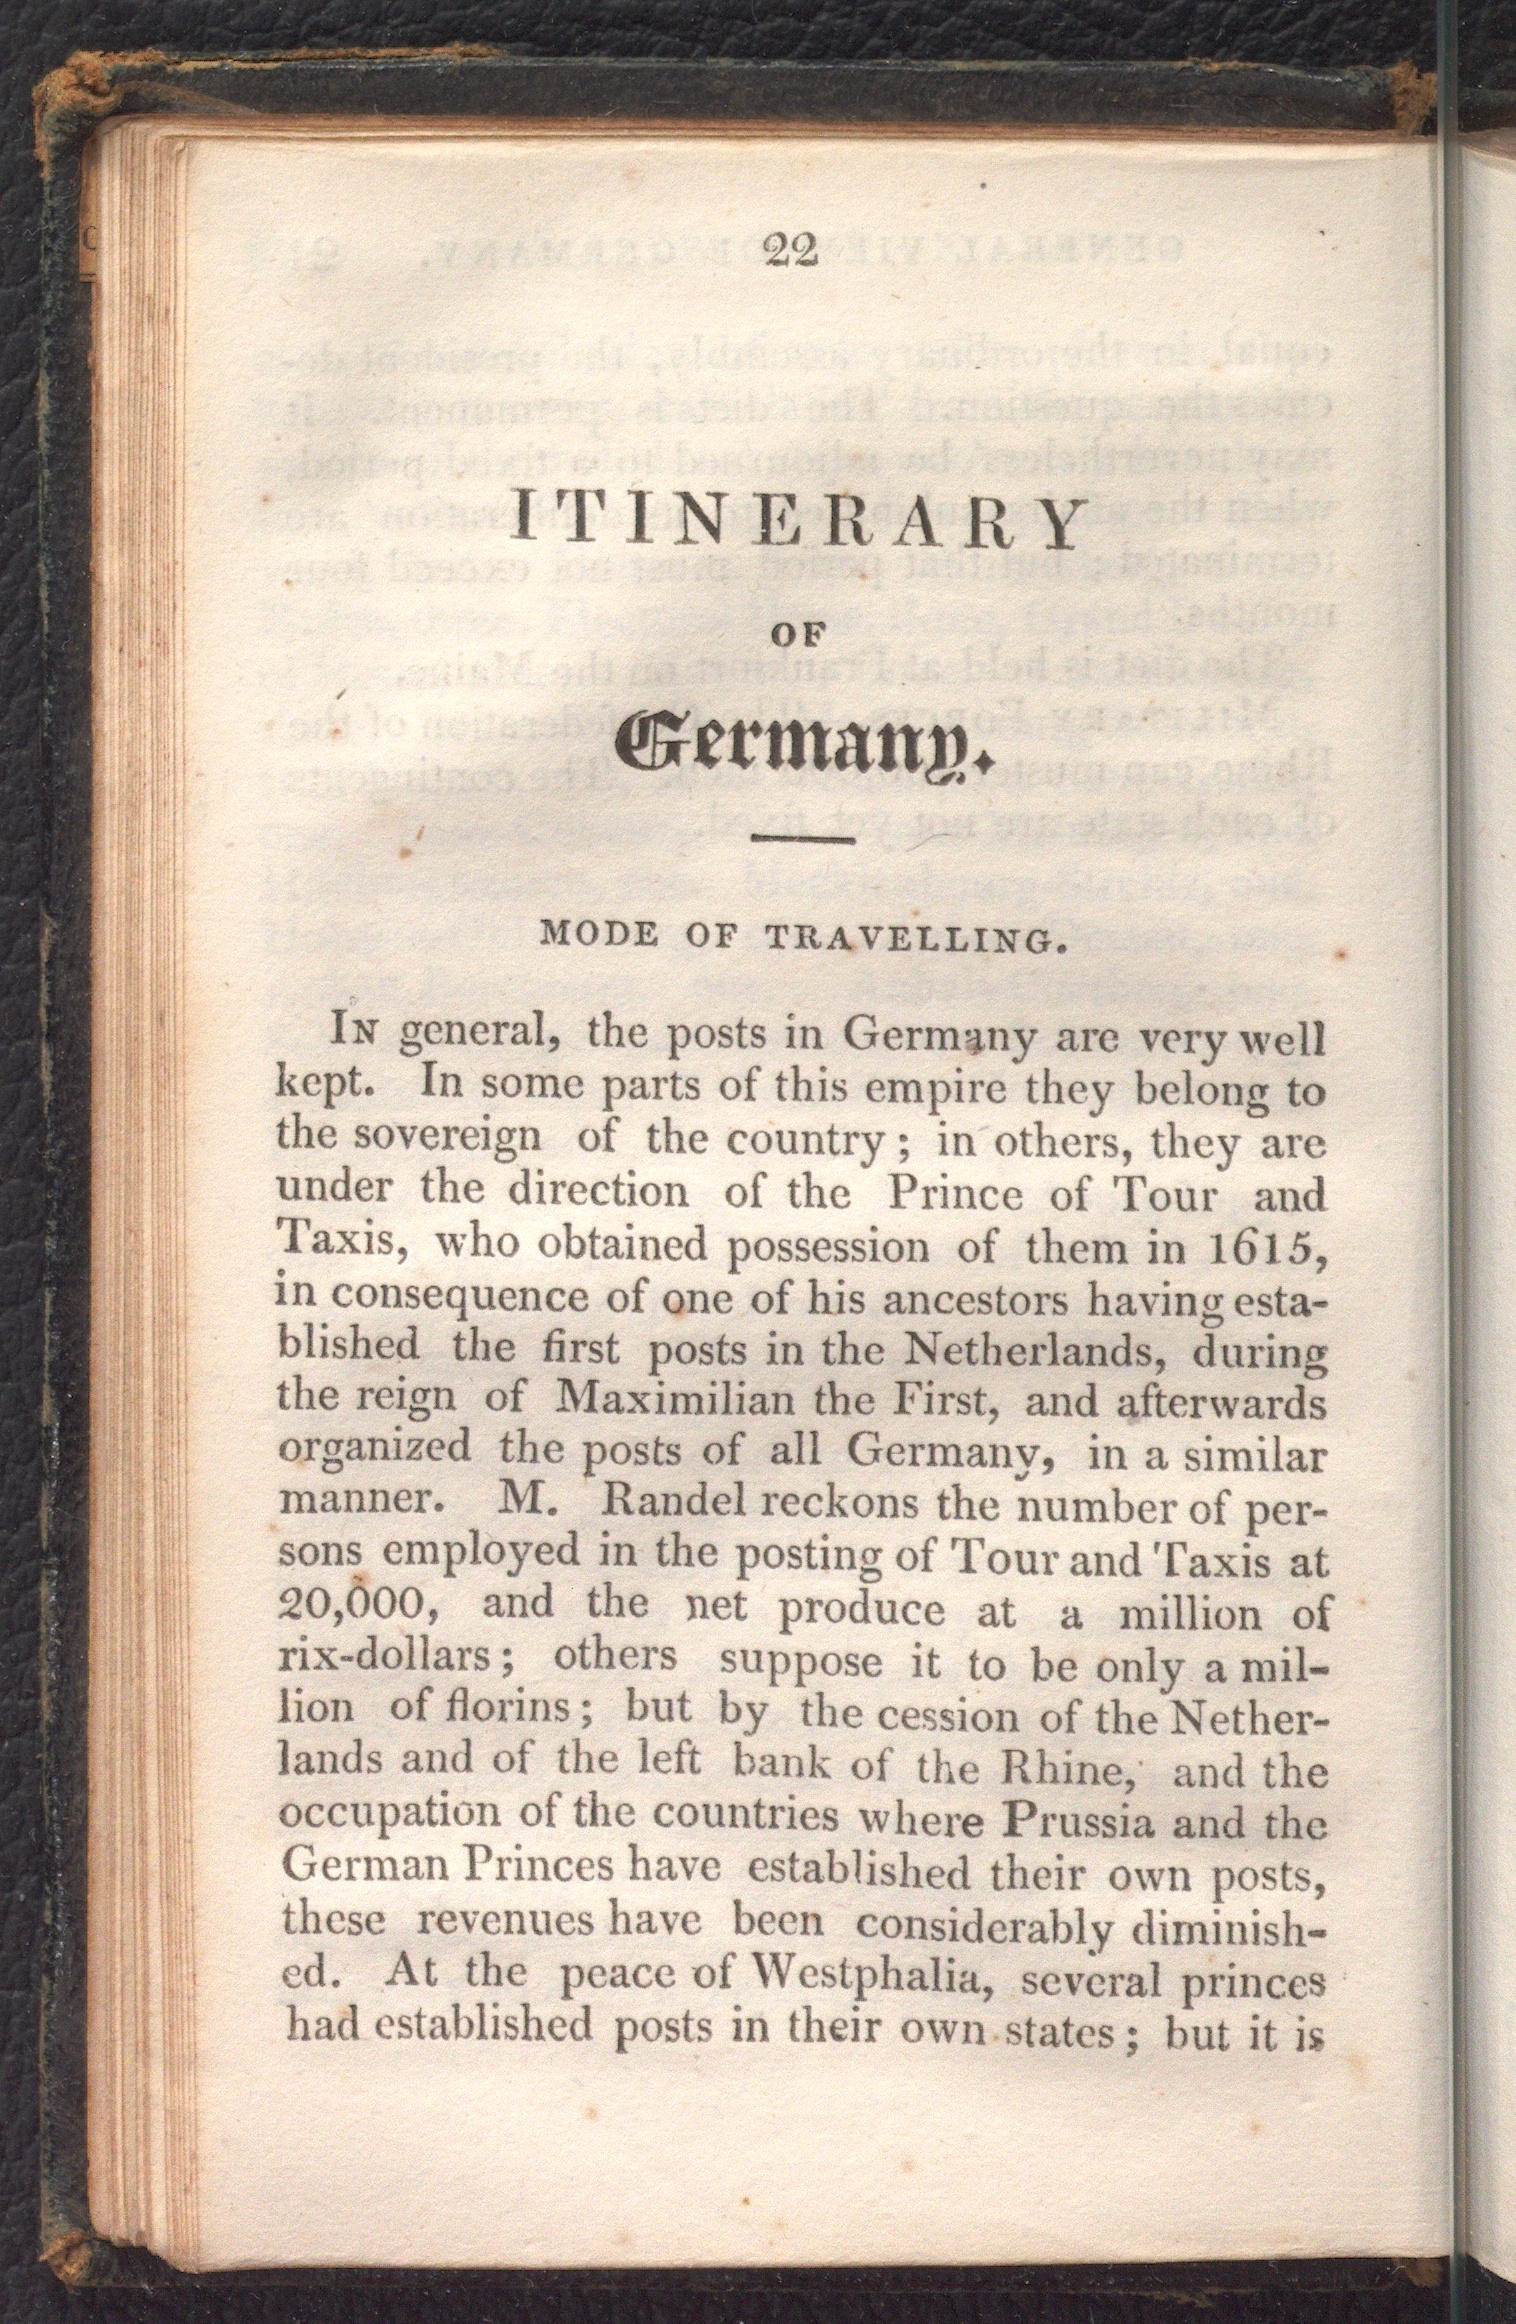 22
ITINERARY
OF
Germany.
MODE OF TRAVELLING.
IN general, the posts in Germany are very well
kept. In some parts of this empire they belong to
the sovereign of the country; in others, they are
under the direction of the Prince of Tour and
Taxis, who obtained possession of them in 1615,
in consequence of one of his ancestors having esta-
blished the first posts in the Netherlands, during
the reign of Maximilian the First, and afterwards
organized the posts of all Germany, in a similar
manner. M. Randel reckons the number of per-
sons employed in the posting of Tour and Taxis at
20,000, and the net produce at a million of
rix-dollars; others suppose it to be only a mil-
lion of florins; but by the cession of the Nether-
lands and of the left bank of the Rhine, and the
occupation of the countries where Prussia and the
German Princes have established their own posts,
these revenues have been considerably diminish-
ed. At the peace of Westphalia, several princes
had established posts in their own states; but it is